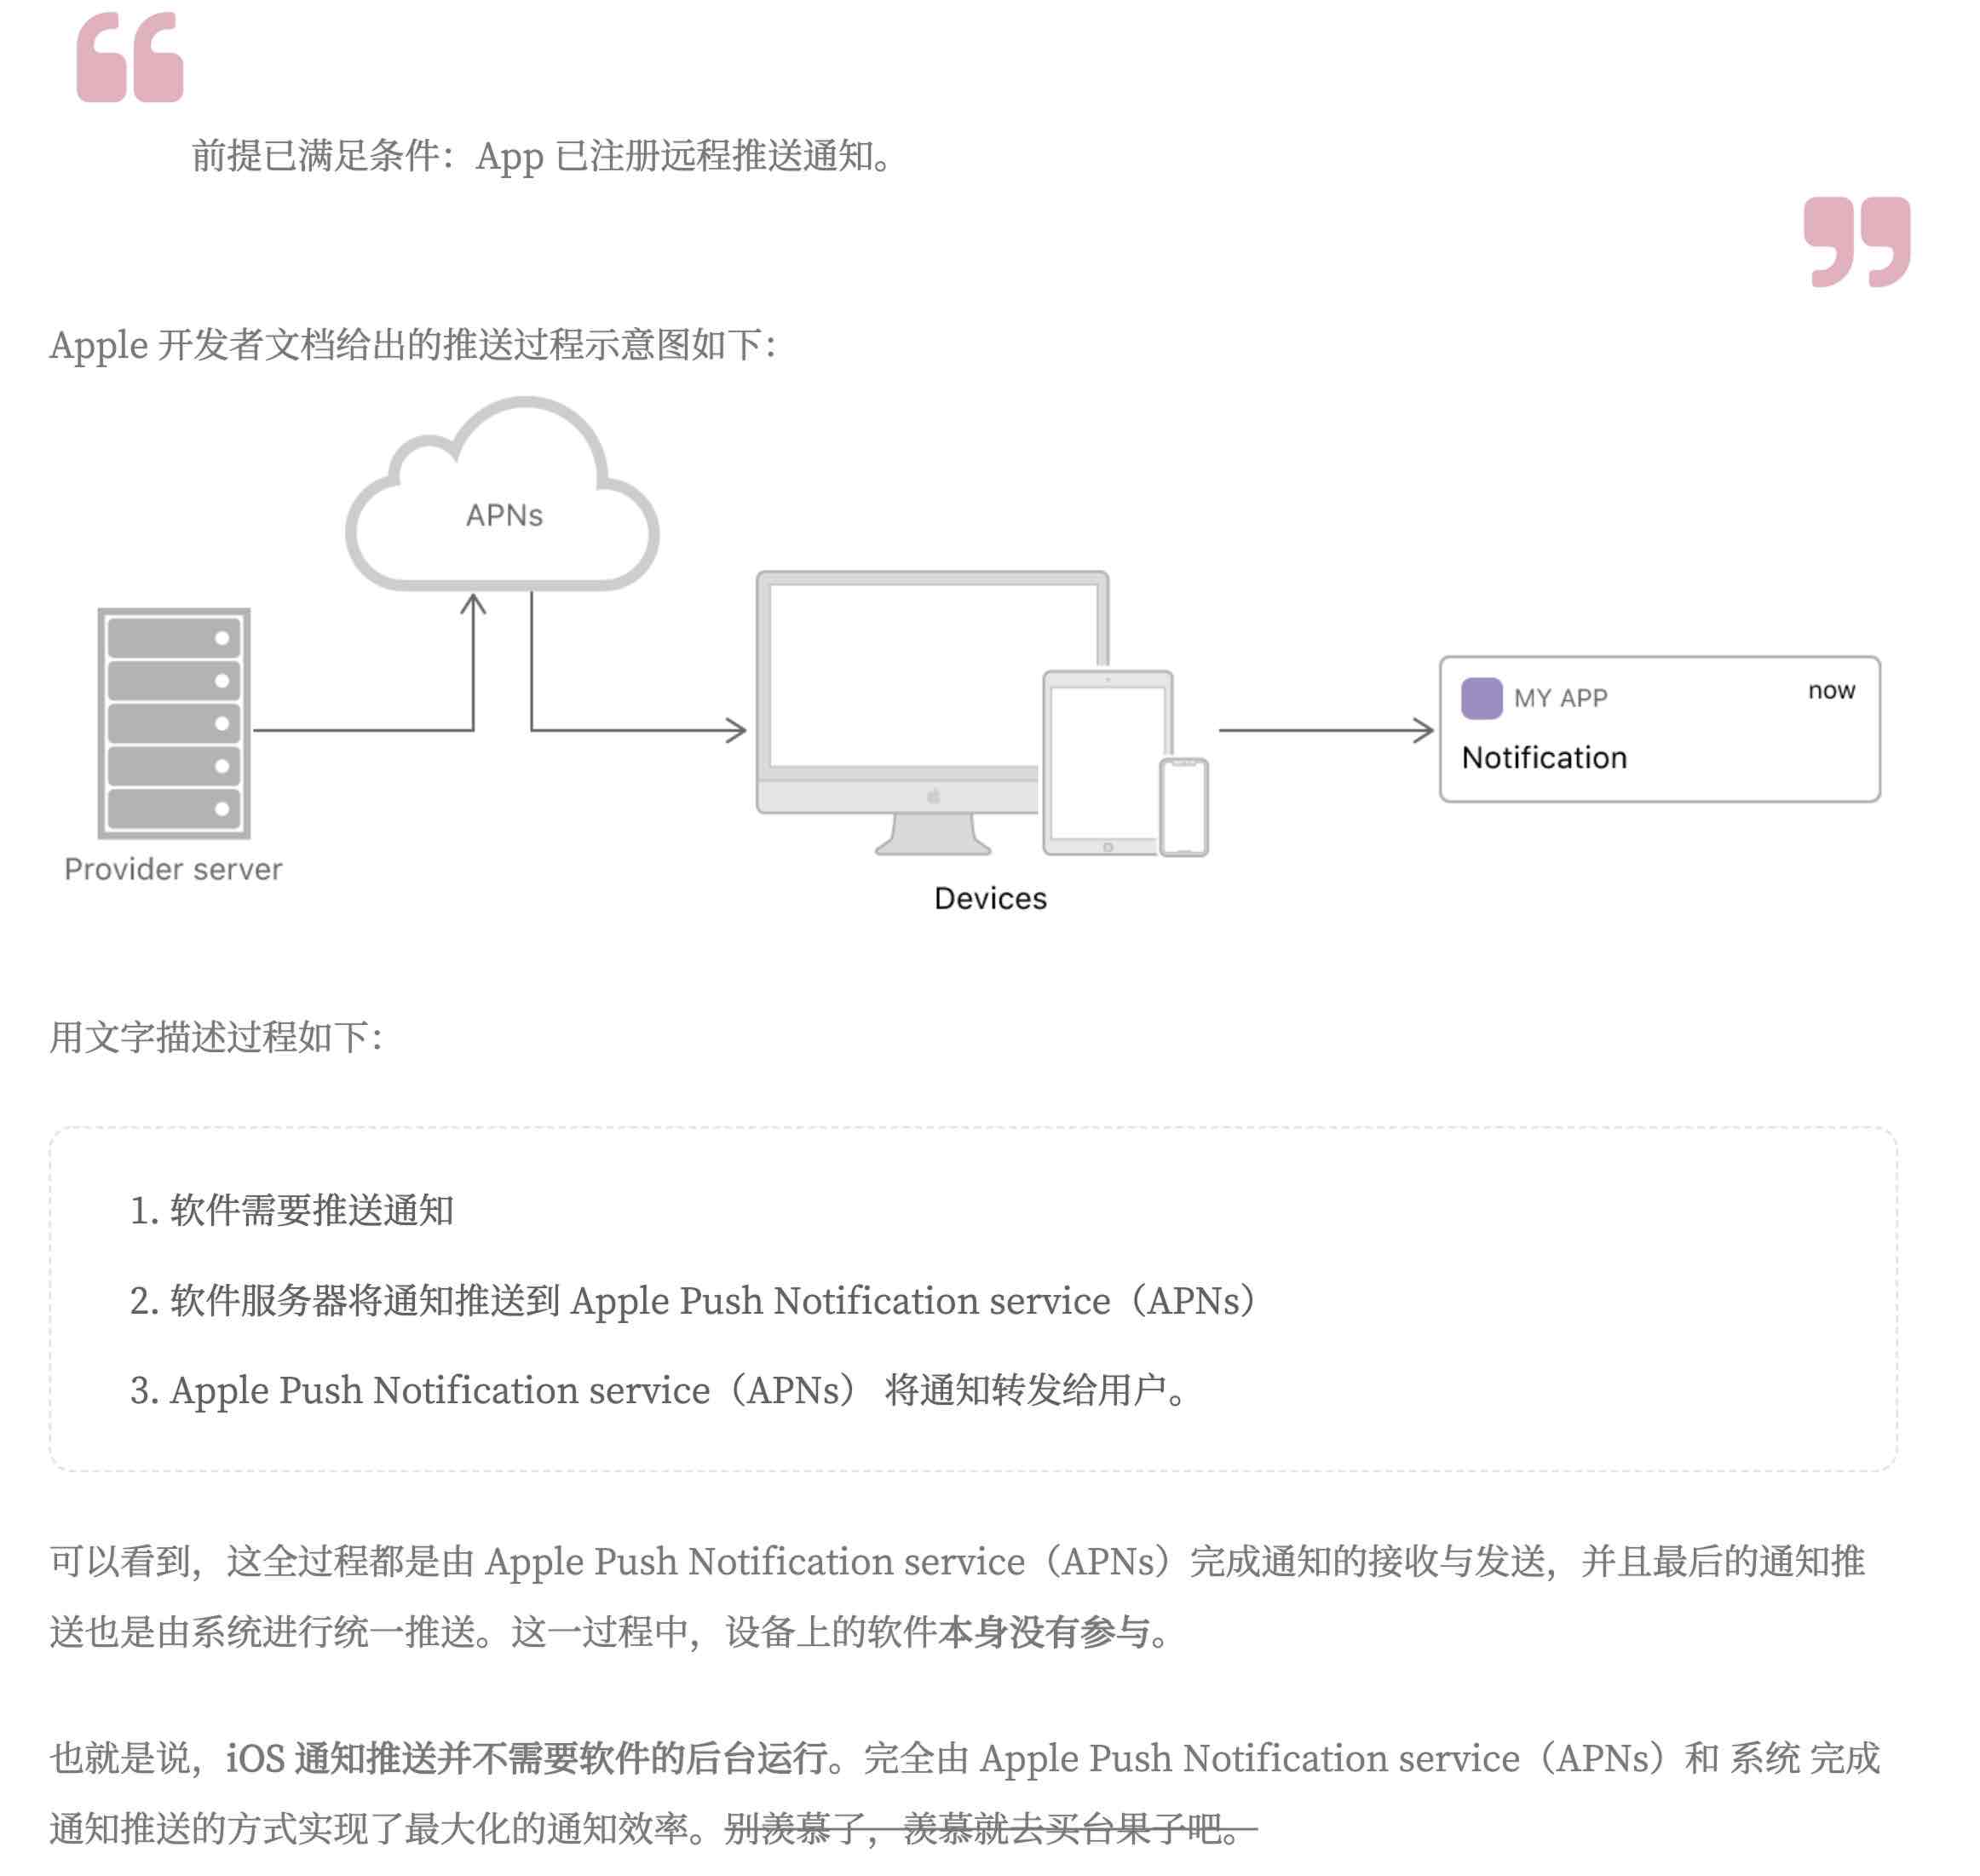 前提已满足条件：App 已注册远程推送通知。
Apple 开发者文档给出的推送过程示意图如下：
APNs
Provider server
Devices
MY APP
now
Notification
用文字描述过程如下：
1. 软件需要推送通知
2. 软件服务器将通知推送到 Apple Push Notification service（APNs）
3. Apple Push Notification service（APNs） 将通知转发给用户。
可以看到，这全过程都是由 Apple Push Notification service（APNs）完成通知的接收与发送，并且最后的通知推
送也是由系统进行统一推送。这一过程中，设备上的软件本身没有参与。
也就是说，iOS 通知推送并不需要软件的后台运行。完全由 Apple Push Notification service（APNs）和 系统 完成
通知推送的方式实现了最大化的通知效率。别羡慕了，羡慕就去买台果子吧。